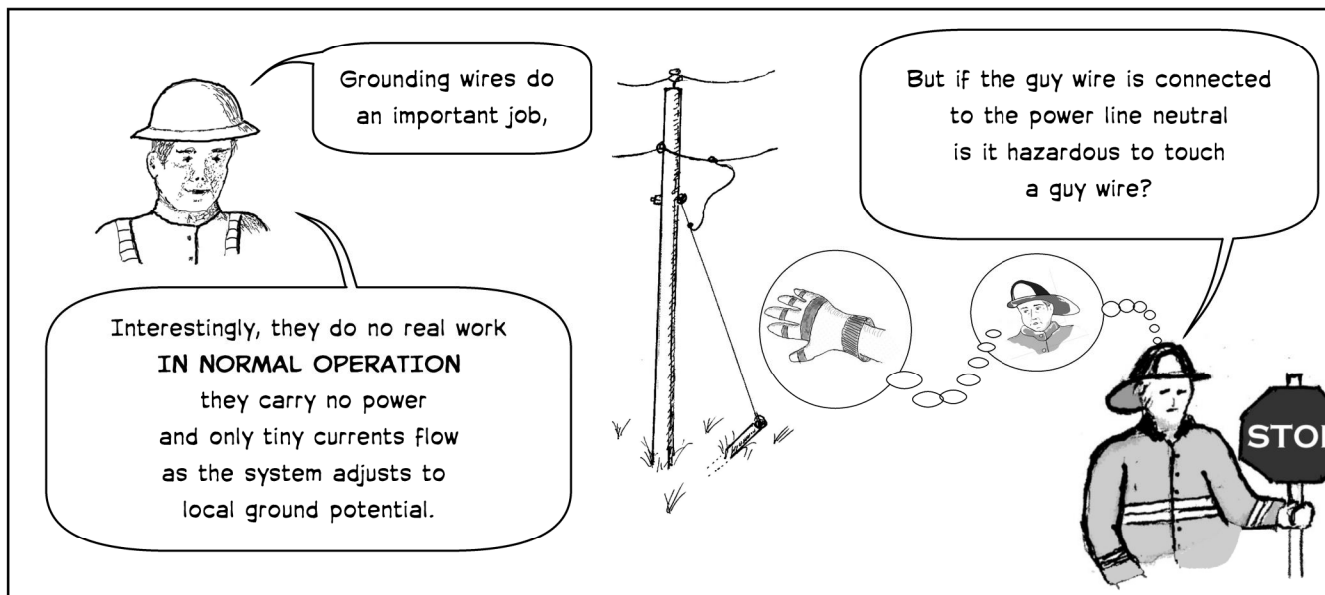 Grounding wires do
an important job,
Interestingly, they do no real work
IN NORMAL OPERATION
they carry no power
and only tiny currents flow
as the system adjusts to
local ground potential.
But if the guy wire is connected
to the power line neutral
is it hazardous to touch
a guy wire?
STOP